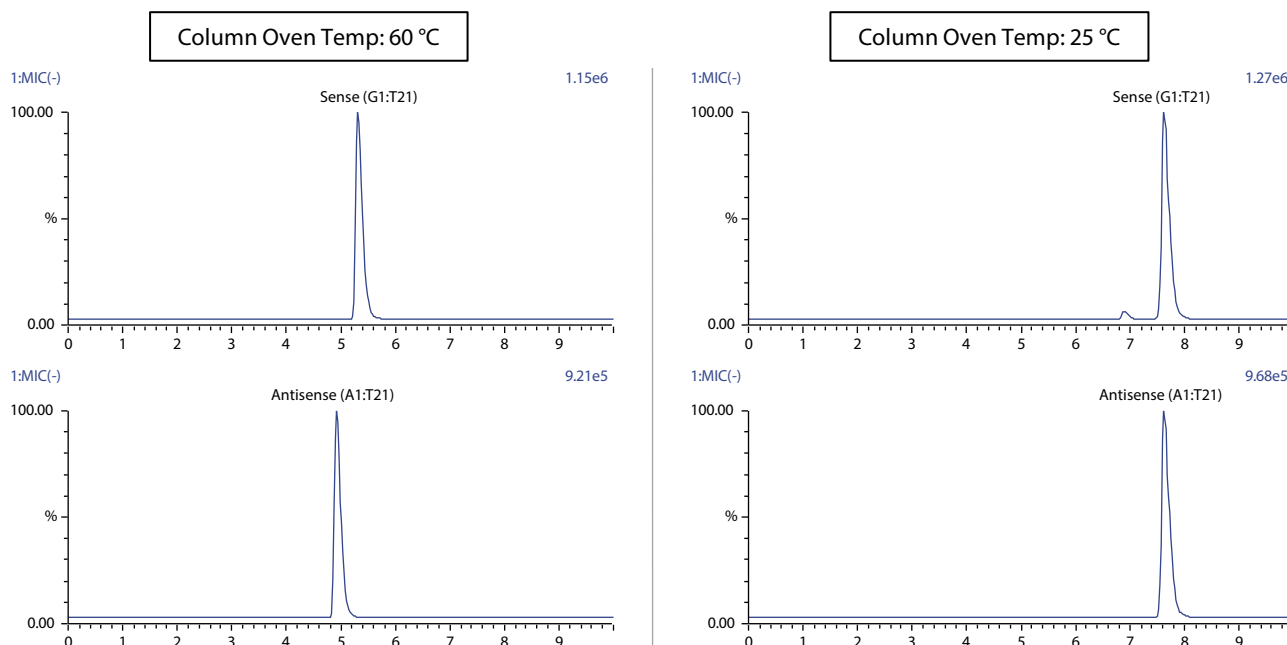 Column Oven Temp: 60 °C
1:MIC(-) 1.15e6
Sense (G1:T21)
100.00
%
0.00
0 1 2 3 4 5 6 7 8 9
1:MIC(-) 9.21e5
Antisense (A1:T21)
100.00
%
0.00
0 1 2 3 4 5 6 7 8 9
Column Oven Temp: 25 °C
1:MIC(-) 1.27e6
Sense (G1:T21)
100.00
%
0.00
0 1 2 3 4 5 6 7 8 9
1:MIC(-) 9.68e5
Antisense (A1:T21)
100.00
%
0.00
0 1 2 3 4 5 6 7 8 9